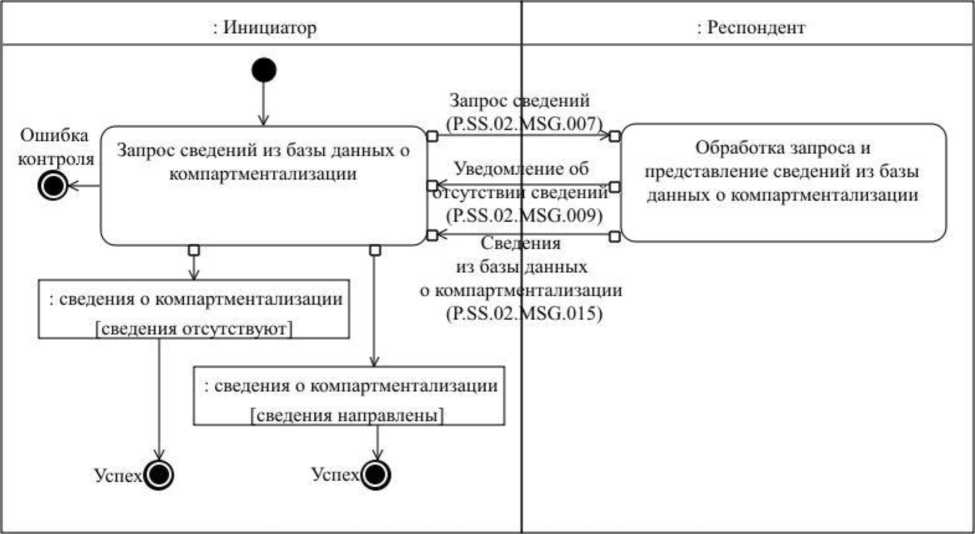 : Инициатор
: Респондент
Ошибка
контроля
Запрос сведений из базы данных о
компартментализации
Запрос сведений
(P.SS.02.MSG.007)
Уведомление об
отсутствии сведений
(P.SS.02.MSG.009)
Сведения
из базы данных
о компартментализации
(P.SS.02.MSG.015)
Обработка запроса и
представление сведений из базы
данных о компартментализации
: сведения о компартментализации
[сведения отсутствуют]
: сведения о компартментализации
[сведения направлены]
Успех
Успех